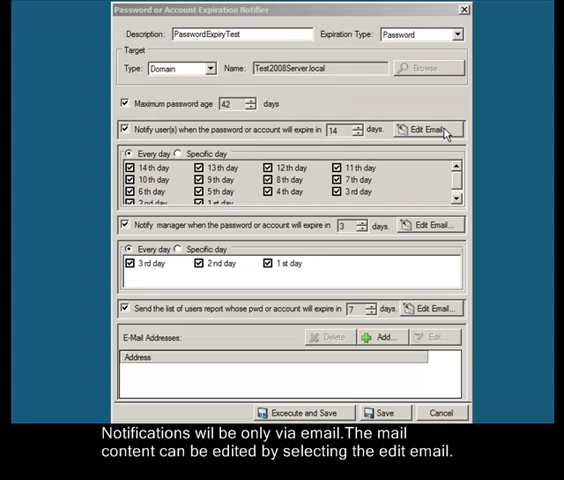 Password or Account Expiration Notifier
Description: PasswordExpiryTest Expiration Type: Password
Target
Type: Domain Name: Test2008Server.local Browse...
Maximum password age 42 days
Notify user(s) when the password or account will expire in 14 days. Edit Email...
Every day Specific day
14 th day 13 th day 12 th day 11 th day
10 th day 9 th day 8 th day 7 th day
6 th day 5 th day 4 th day 3 rd day
2 nd day 1 st day
Notify manager when the password or account will expire in 3 days. Edit Email...
Every day Specific day
3 rd day 2 nd day 1 st day
Send the list of users report whose pwd or account will expire in 7 days. Edit Email...
E-Mail Addresses: Delete Add... Edit...
Address
Excecute and Save Save Cancel
Notifications wil be only via email.The mail
content can be edited by selecting the edit email.